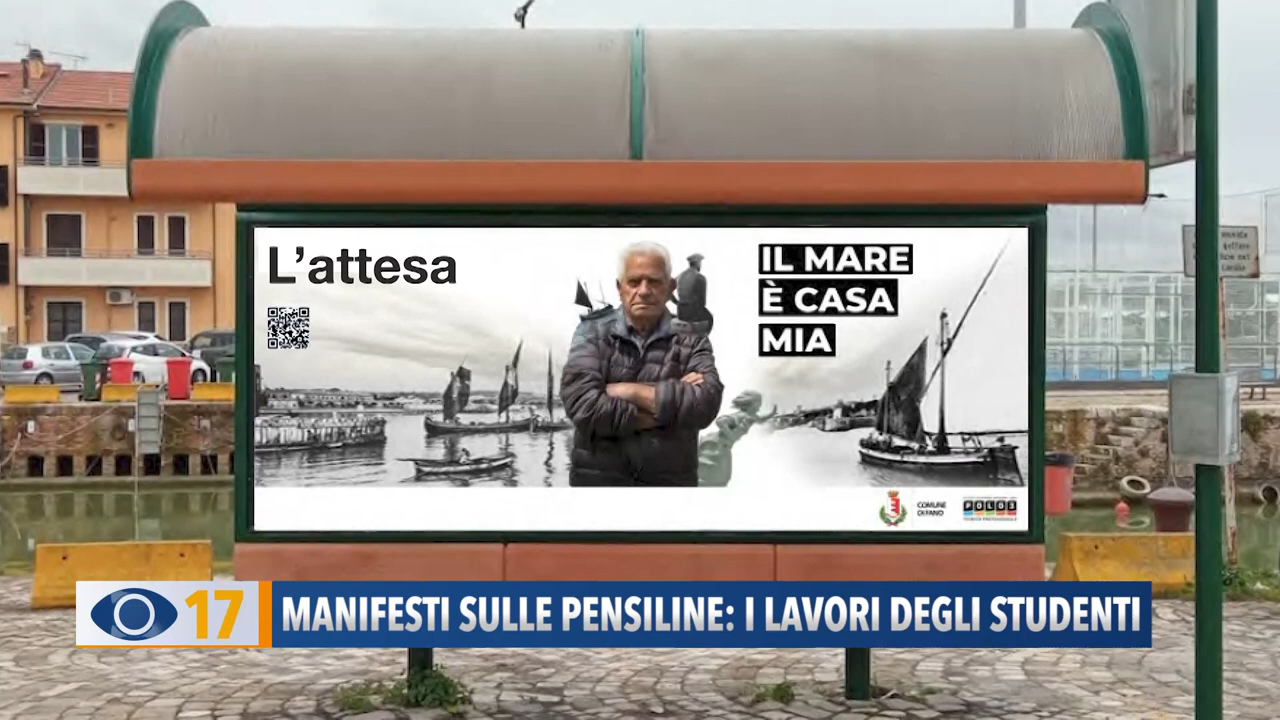 L'attesa
IL MARE
È CASA
MIA
COMUNE
DI FANO
POLO3
17 MANIFESTI SULLE PENSILINE: I LAVORI DEGLI STUDENTI